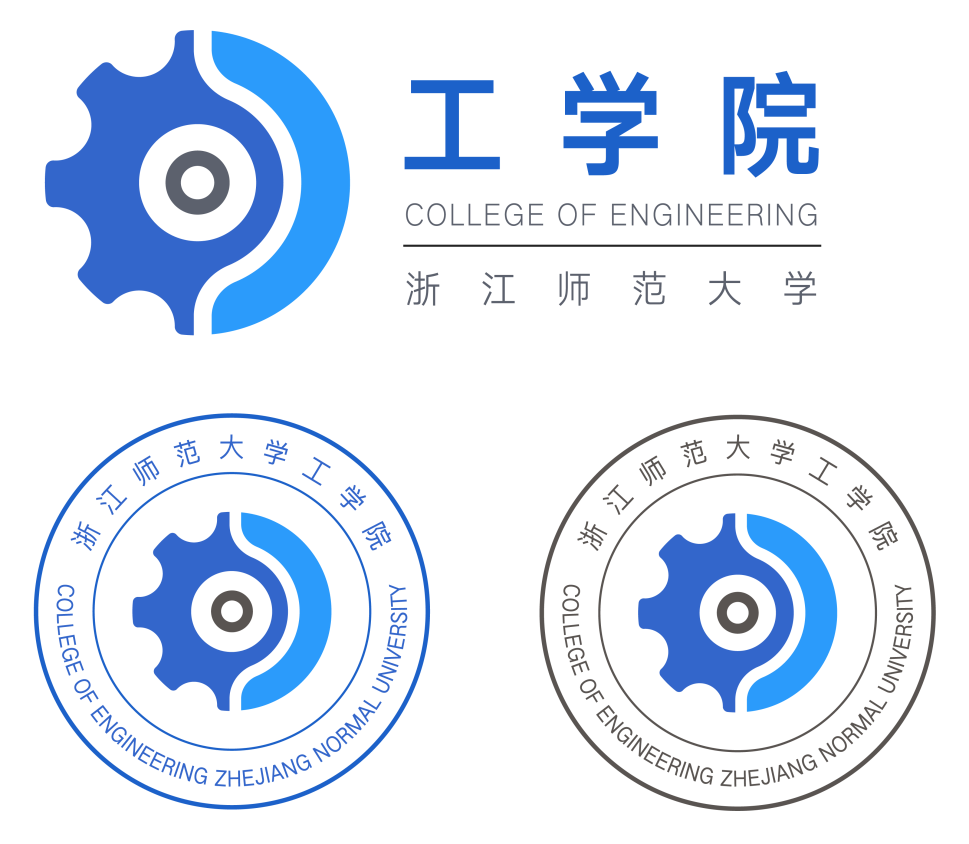 工学院
COLLEGE OF ENGINEERING
浙江师范大学
浙江师范大学工学院
COLLEGE OF ENGINEERING ZHEJIANG NORMAL UNIVERSITY
浙江师范大学工学院
COLLEGE OF ENGINEERING ZHEJIANG NORMAL UNIVERSITY